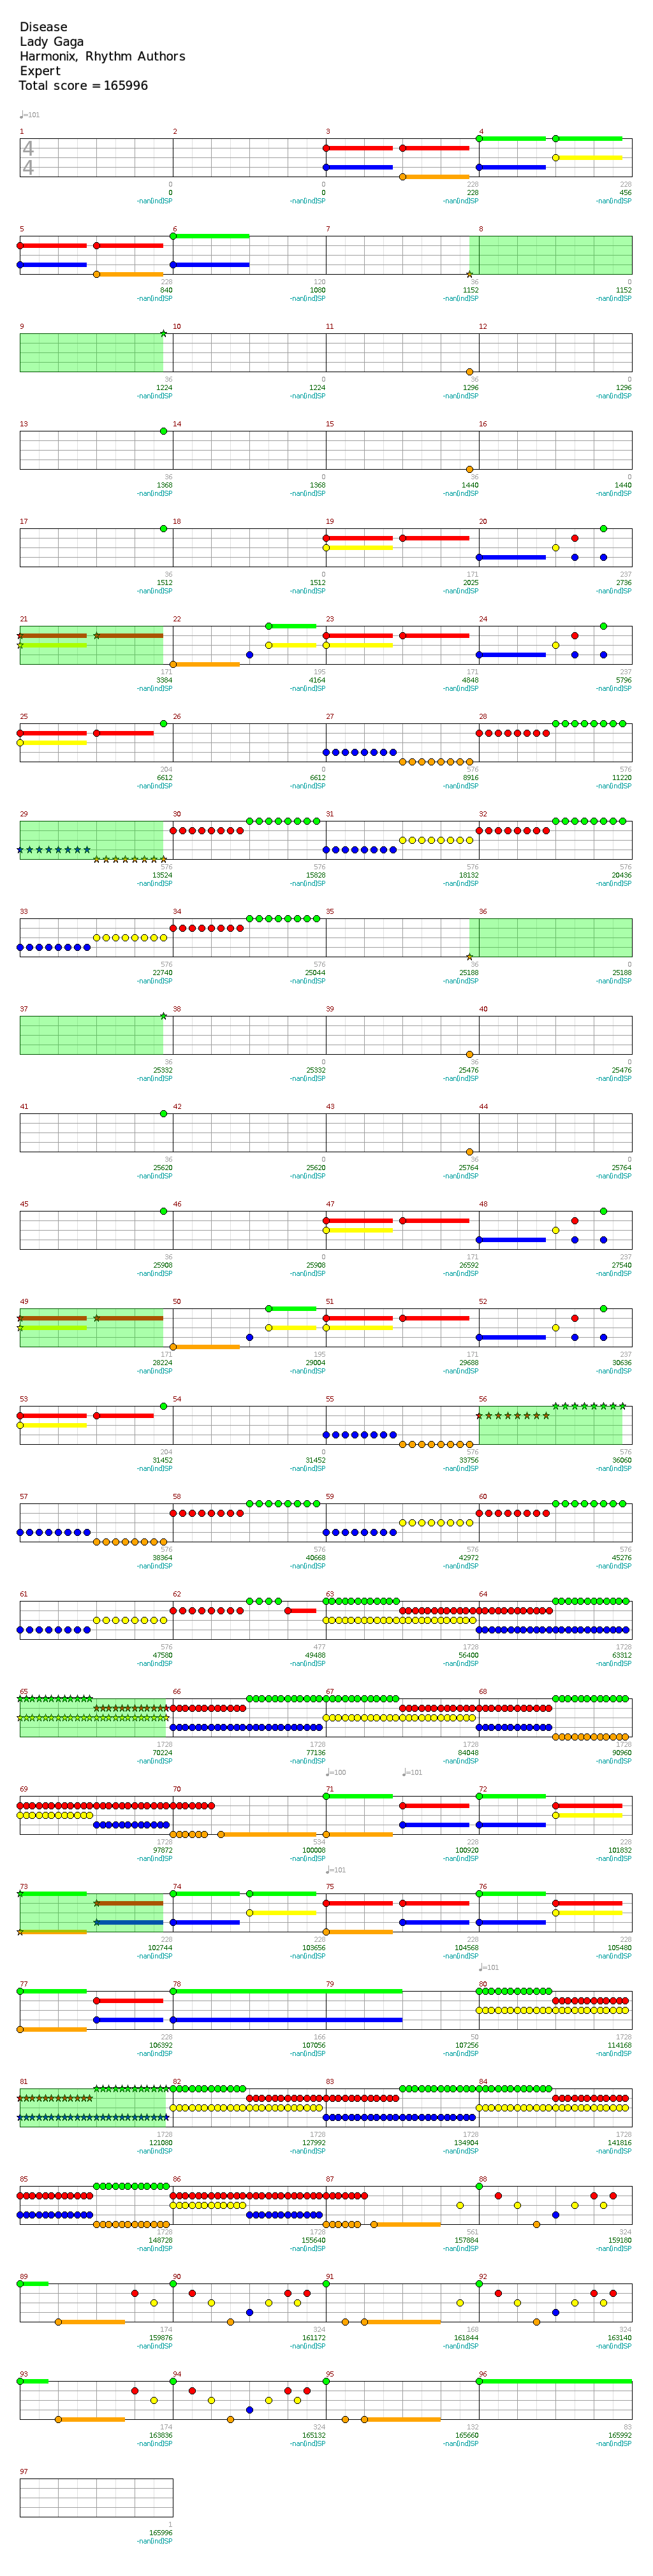 Disease
Lady Gaga
Harmonix, Rhythm Authors
Expert
Total score = 165996
♩=101
1 2 3 4
4
4
0 0 228 228
0 0 228 456
-nan(ind)SP -nan(ind)SP -nan(ind)SP -nan(ind)SP
5 6 7 8
228 120 36 0
840 1080 1152 1152
-nan(ind)SP -nan(ind)SP -nan(ind)SP -nan(ind)SP
9 10 11 12
36 0 36 0
1224 1224 1296 1296
-nan(ind)SP -nan(ind)SP -nan(ind)SP -nan(ind)SP
13 14 15 16
36 0 36 0
1368 1368 1440 1440
-nan(ind)SP -nan(ind)SP -nan(ind)SP -nan(ind)SP
17 18 19 20
36 0 171 237
1512 1512 2025 2736
-nan(ind)SP -nan(ind)SP -nan(ind)SP -nan(ind)SP
21 22 23 24
171 195 171 237
3384 4164 4848 5796
-nan(ind)SP -nan(ind)SP -nan(ind)SP -nan(ind)SP
25 26 27 28
204 0 576 576
6612 6612 8916 11220
-nan(ind)SP -nan(ind)SP -nan(ind)SP -nan(ind)SP
29 30 31 32
576 576 576 576
13524 15828 18132 20436
-nan(ind)SP -nan(ind)SP -nan(ind)SP -nan(ind)SP
33 34 35 36
576 576 36 0
22740 25044 25188 25188
-nan(ind)SP -nan(ind)SP -nan(ind)SP -nan(ind)SP
37 38 39 40
36 0 36 0
25332 25332 25476 25476
-nan(ind)SP -nan(ind)SP -nan(ind)SP -nan(ind)SP
41 42 43 44
36 0 36 0
25620 25620 25764 25764
-nan(ind)SP -nan(ind)SP -nan(ind)SP -nan(ind)SP
45 46 47 48
36 0 171 237
25908 25908 26592 27540
-nan(ind)SP -nan(ind)SP -nan(ind)SP -nan(ind)SP
49 50 51 52
171 195 171 237
28224 29004 29688 30636
-nan(ind)SP -nan(ind)SP -nan(ind)SP -nan(ind)SP
53 54 55 56
204 0 576 576
31452 31452 33756 36060
-nan(ind)SP -nan(ind)SP -nan(ind)SP -nan(ind)SP
57 58 59 60
576 576 576 576
38364 40668 42972 45276
-nan(ind)SP -nan(ind)SP -nan(ind)SP -nan(ind)SP
61 62 63 64
576 477 1728 1728
47580 49488 56400 63312
-nan(ind)SP -nan(ind)SP -nan(ind)SP -nan(ind)SP
65 66 67 68
1728 1728 1728 1728
70224 77136 84048 90960
-nan(ind)SP -nan(ind)SP -nan(ind)SP -nan(ind)SP
♩=100 ♩=101
69 70 71 72
1728 534 228 228
97872 100008 100920 101832
-nan(ind)SP -nan(ind)SP -nan(ind)SP -nan(ind)SP
♩=101
73 74 75 76
228 228 228 228
102744 103656 104568 105480
-nan(ind)SP -nan(ind)SP -nan(ind)SP -nan(ind)SP
♩=101
77 78 79 80
228 166 50 1728
106392 107056 107256 114168
-nan(ind)SP -nan(ind)SP -nan(ind)SP -nan(ind)SP
81 82 83 84
1728 1728 1728 1728
121080 127992 134904 141816
-nan(ind)SP -nan(ind)SP -nan(ind)SP -nan(ind)SP
85 86 87 88
1728 1728 561 324
148728 155640 157884 159180
-nan(ind)SP -nan(ind)SP -nan(ind)SP -nan(ind)SP
89 90 91 92
174 324 168 324
159876 161172 161844 163140
-nan(ind)SP -nan(ind)SP -nan(ind)SP -nan(ind)SP
93 94 95 96
174 324 132 83
163836 165132 165660 165992
-nan(ind)SP -nan(ind)SP -nan(ind)SP -nan(ind)SP
97
1
165996
-nan(ind)SP